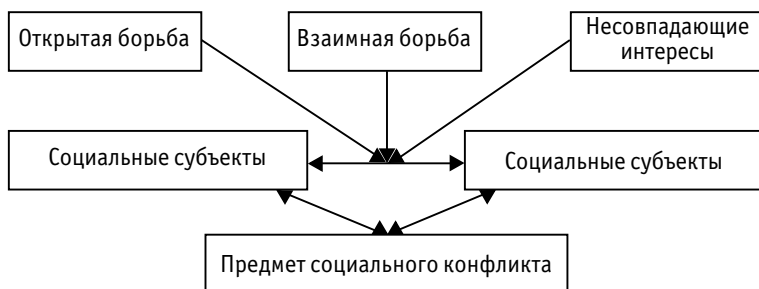 Открытая борьба
Взаимная борьба
Несовпадающие
интересы
Социальные субъекты
Социальные субъекты
Предмет социального конфликта